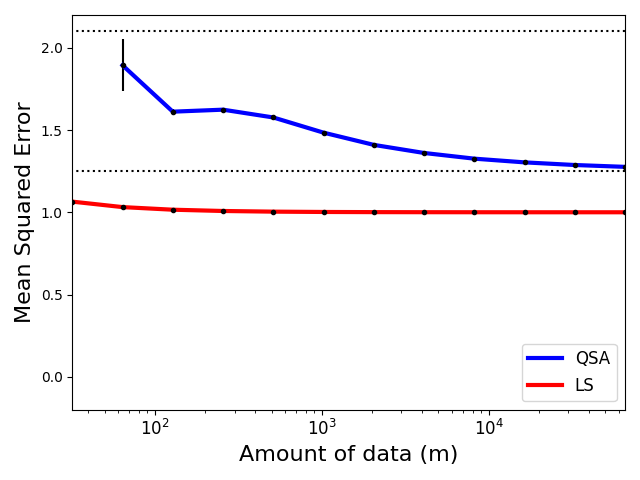 Mean Squared Error
2.0
1.5
1.0
0.5
0.0
10²
10³
10⁴
Amount of data (m)
QSA
LS